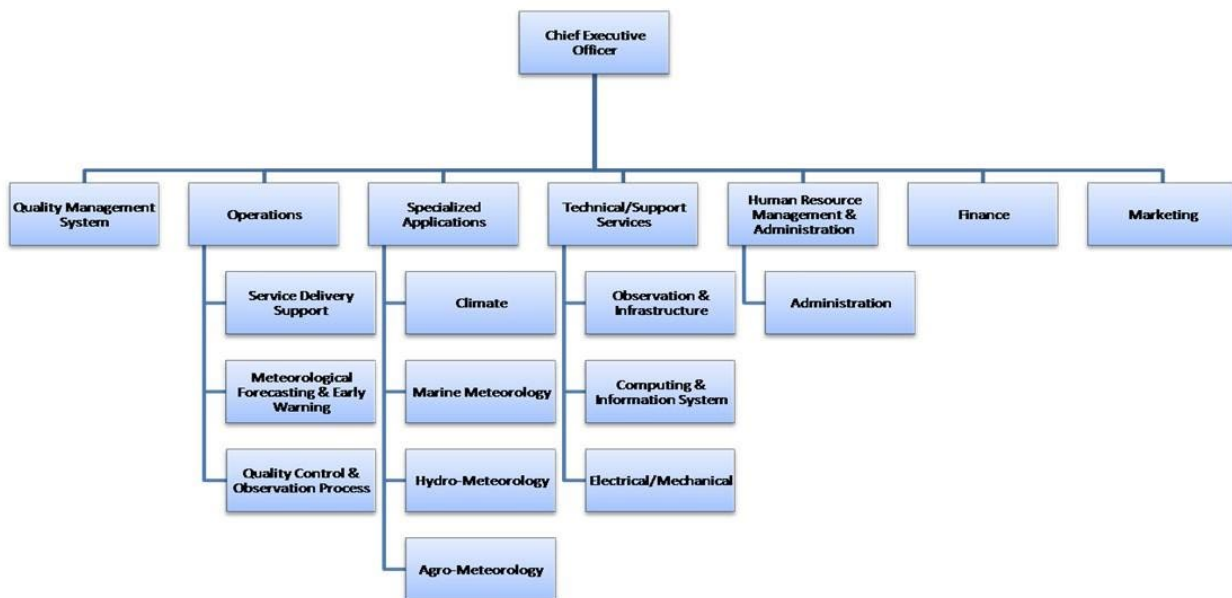 Chief Executive
Officer
Quality Management
System
Operations
Specialized
Applications
Technical/Support
Services
Human Resource
Management &
Administration
Finance
Marketing
Service Delivery
Support
Climate
Observation &
Infrastructure
Administration
Meteorological
Forecasting & Early
Warning
Marine Meteorology
Computing &
Information System
Quality Control &
Observation Process
Hydro-Meteorology
Electrical/Mechanical
Agro-Meteorology